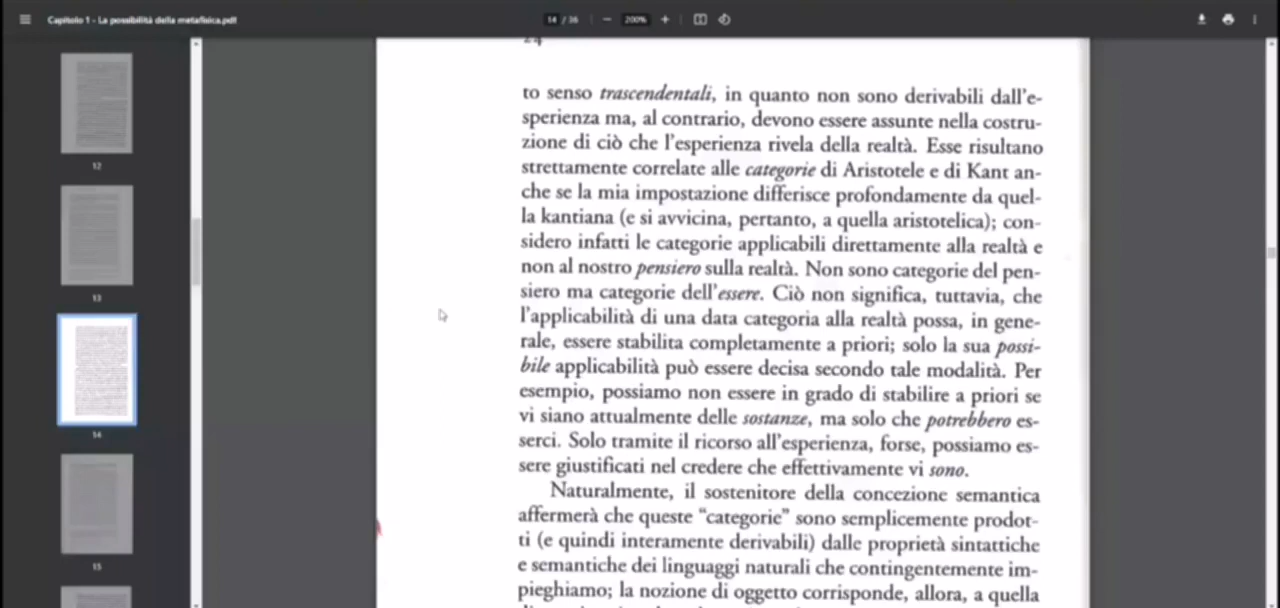 Capitolo 1 - La possibilità della metafisica.pdf
14 / 36
200%
12
13
14
15
24
to senso trascendentali, in quanto non sono derivabili dall'e-
sperienza ma, al contrario, devono essere assunte nella costru-
zione di ciò che l'esperienza rivela della realtà. Esse risultano
strettamente correlate alle categorie di Aristotele e di Kant an-
che se la mia impostazione differisce profondamente da quel-
la kantiana (e si avvicina, pertanto, a quella aristotelica); con-
sidero infatti le categorie applicabili direttamente alla realtà e
non al nostro pensiero sulla realtà. Non sono categorie del pen-
siero ma categorie dell'essere. Ciò non significa, tuttavia, che
l'applicabilità di una data categoria alla realtà possa, in gene-
rale, essere stabilita completamente a priori; solo la sua possi-
bile applicabilità può essere decisa secondo tale modalità. Per
esempio, possiamo non essere in grado di stabilire a priori se
vi siano attualmente delle sostanze, ma solo che potrebbero es-
serci. Solo tramite il ricorso all'esperienza, forse, possiamo es-
sere giustificati nel credere che effettivamente vi sono.
Naturalmente, il sostenitore della concezione semantica
affermerà che queste "categorie" sono semplicemente prodot-
ti (e quindi interamente derivabili) dalle proprietà sintattiche
e semantiche dei linguaggi naturali che contingentemente im-
pieghiamo; la nozione di oggetto corrisponde, allora, a quella